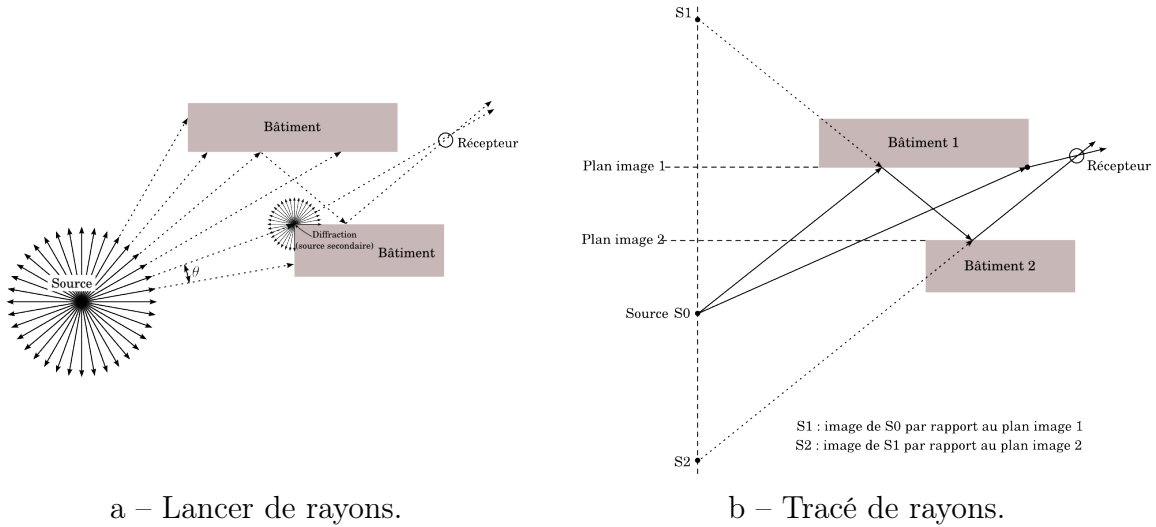 Bâtiment
Récepteur
Diffraction
(source secondaire)
Bâtiment
θ
Source
a – Lancer de rayons.
S1
Bâtiment 1
Plan image 1
Récepteur
Plan image 2
Bâtiment 2
Source S0
S1 : image de S0 par rapport au plan image 1
S2 : image de S1 par rapport au plan image 2
S2
b – Tracé de rayons.